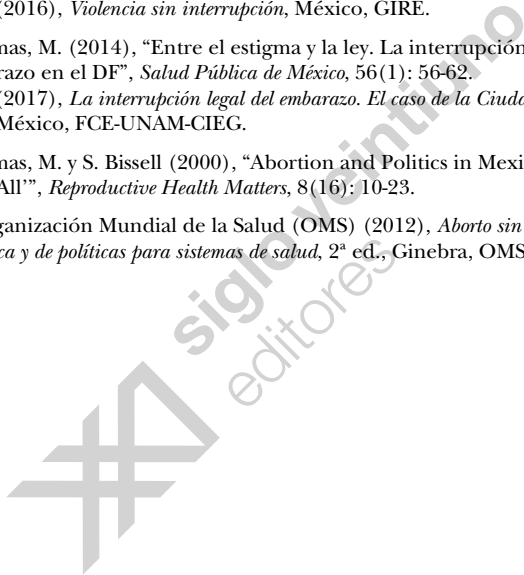 (2016), Violencia sin interrupción, México, GIRE.
mas, M. (2014), “Entre el estigma y la ley. La interrupción
razo en el DF”, Salud Pública de México, 56(1): 56-62.
(2017), La interrupción legal del embarazo. El caso de la Ciuda
México, FCE-UNAM-CIEG.
mas, M. y S. Bissell (2000), “Abortion and Politics in Mexi
All’”, Reproductive Health Matters, 8(16): 10-23.
ganización Mundial de la Salud (OMS) (2012), Aborto sin
ca y de políticas para sistemas de salud, 2ª ed., Ginebra, OMS
siglo veintiuno
editores